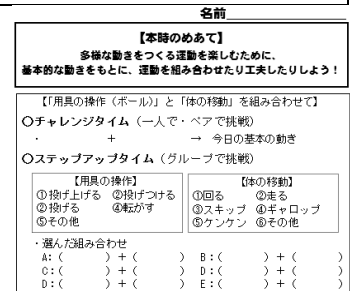 名前
【本時のめあて】
多様な動きをつくる運動を楽しむために、
基本的な動きをもとに、運動を組み合わせたり工夫したりしよう！
【「用具の操作（ボール）」と「体の移動」を組み合わせて】
〇チャレンジタイム（一人で・ペアで挑戦）
・　　　＋　　　→　今日の基本の動き
〇ステップアップタイム（グループで挑戦）
【用具の操作】
①投げ上げる　②投げつける
②投げる　④転がす
⑤その他
【体の移動】
①回る　②走る
③スキップ　④ギャロップ
⑤ケンケン　⑥その他
・選んだ組み合わせ
A:(　　　)＋(　　　)　B:(　　　)＋(　　　)
C:(　　　)＋(　　　)　D:(　　　)＋(　　　)
D:(　　　)＋(　　　)　E:(　　　)＋(　　　)